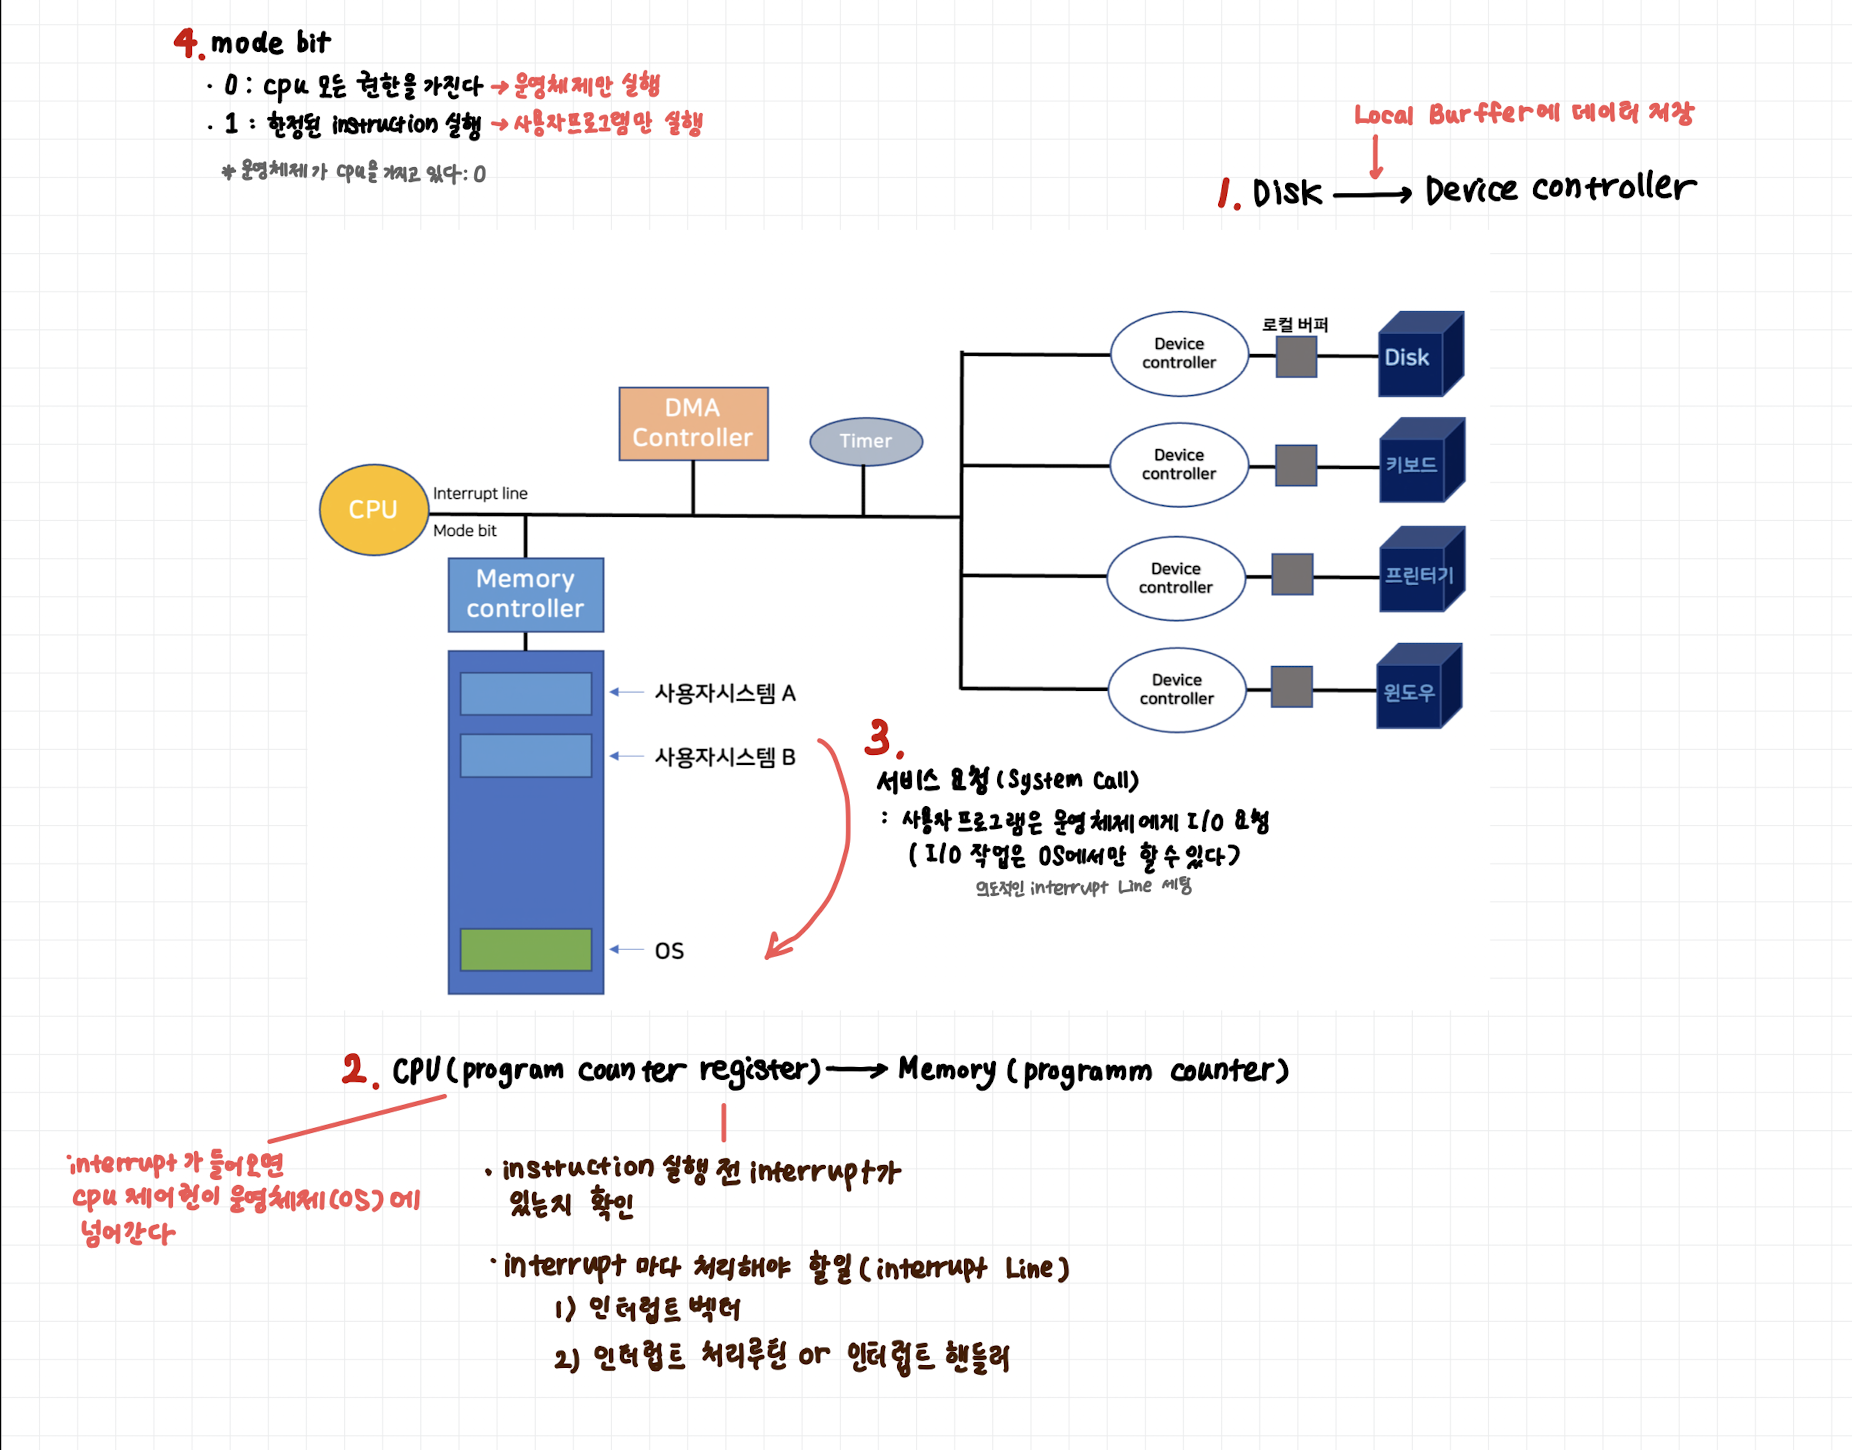 4. mode bit
· 0 : cpu 모든 권한을 가진다 → 운영체제만 실행
· 1 : 한정된 instruction 실행 → 사용자프로그램만 실행
* 운영체제가 cpu을 가지고 있다: 0
Local Burffer에 데이터 저장
1. Disk → Device controller
Device
controller
로컬 버퍼
Disk
DMA
Controller
Timer
Device
controller
키보드
CPU
Interrupt line
Mode bit
Memory
controller
Device
controller
프린터기
Device
controller
윈도우
사용자시스템 A
사용자시스템 B
OS
3.
서비스 요청 (System Call)
: 사용자 프로그램은 운영체제에게 I/O 요청
( I/O 작업은 OS에서만 할 수 있다)
의도적인 interrupt Line 세팅
2. CPU (program counter register) → Memory (programm counter)
· interrupt가 들어오면
cpu 제어권이 운영체제(OS)에
넘어간다
· instruction 실행 전 interrupt가
있는지 확인
· interrupt 마다 처리해야 할일 (interrupt Line)
1) 인터럽트 벡터
2) 인터럽트 처리루틴 or 인터럽트 핸들러